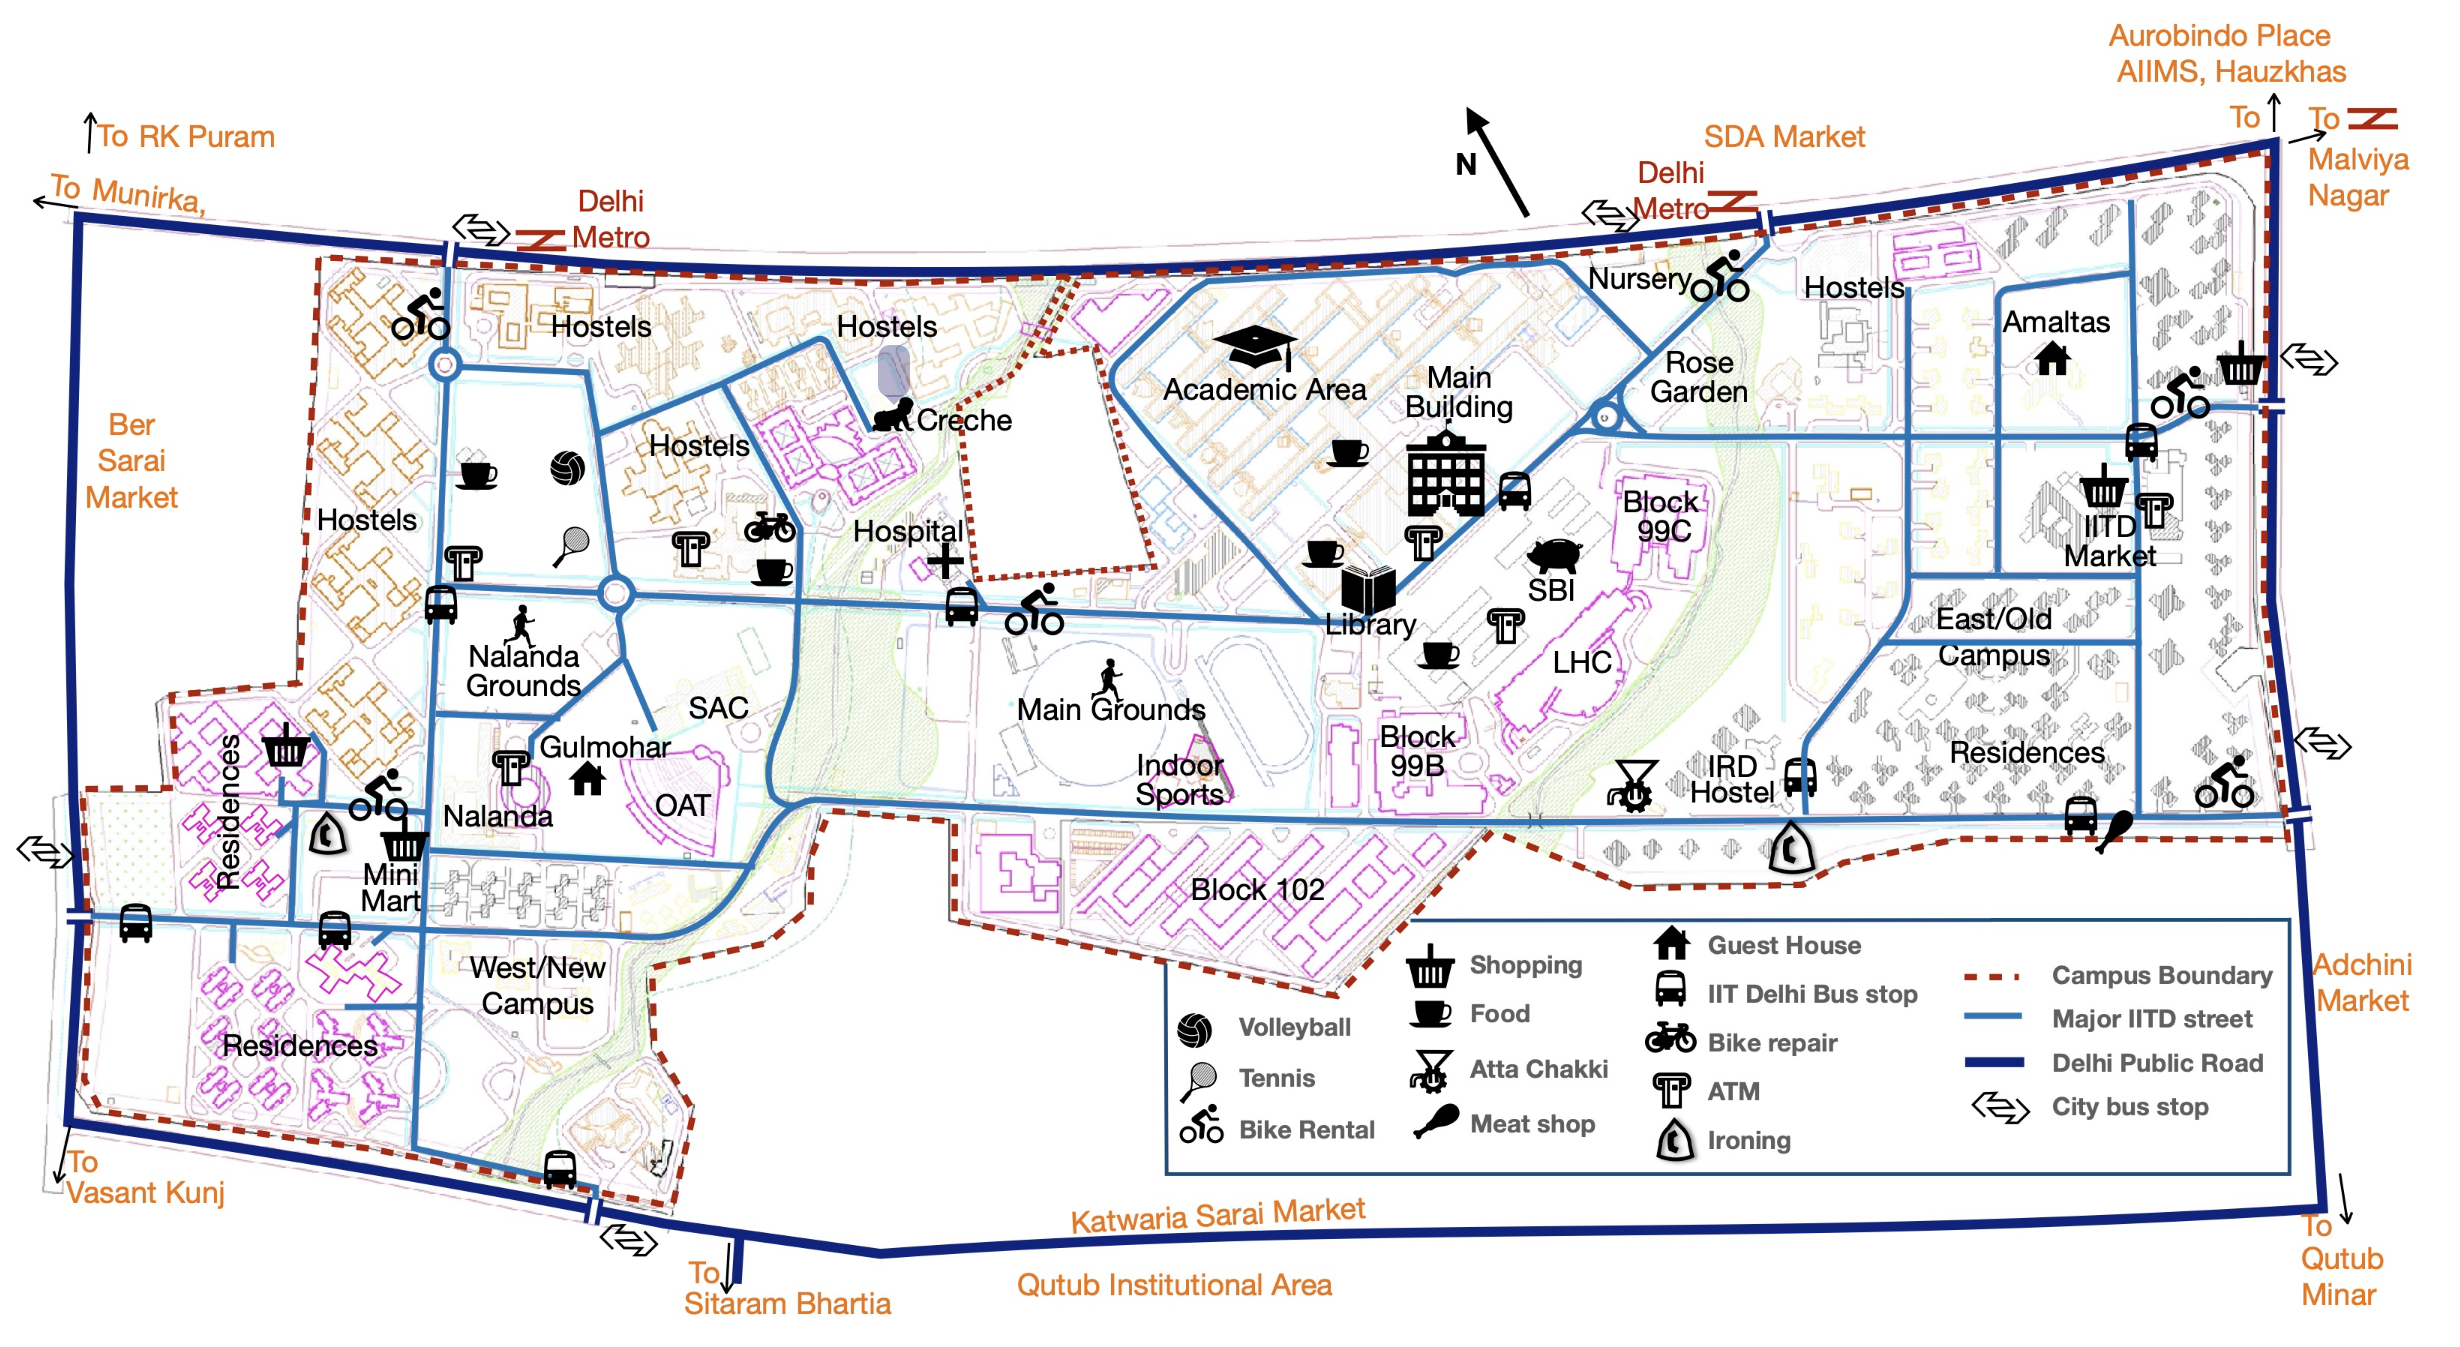 Aurobindo Place
AIIMS, Hauzkhas
To
To
Malviya
Nagar
To RK Puram
To Munirka,
N
SDA Market
Delhi
Metro
Delhi
Metro
Nursery
Hostels
Hostels
Hostels
Amaltas
Academic Area
Main
Building
Rose
Garden
Creche
Ber
Sarai
Market
Hostels
Hostels
Hospital
Block
99C
IITD
Market
SBI
Library
East/Old
Campus
Nalanda
Grounds
SAC
Main Grounds
LHC
Residences
Gulmohar
Indoor
Sports
Block
99B
IRD
Hostel
Residences
Nalanda
OAT
Mini
Mart
Block 102
West/New
Campus
Residences
Shopping
Food
Atta Chakki
Meat shop
Volleyball
Tennis
Bike Rental
Guest House
IIT Delhi Bus stop
Bike repair
ATM
Ironing
Campus Boundary
Major IITD street
Delhi Public Road
City bus stop
Adchini
Market
To
Vasant Kunj
Katwaria Sarai Market
To
Sitaram Bhartia
Qutub Institutional Area
To
Qutub
Minar